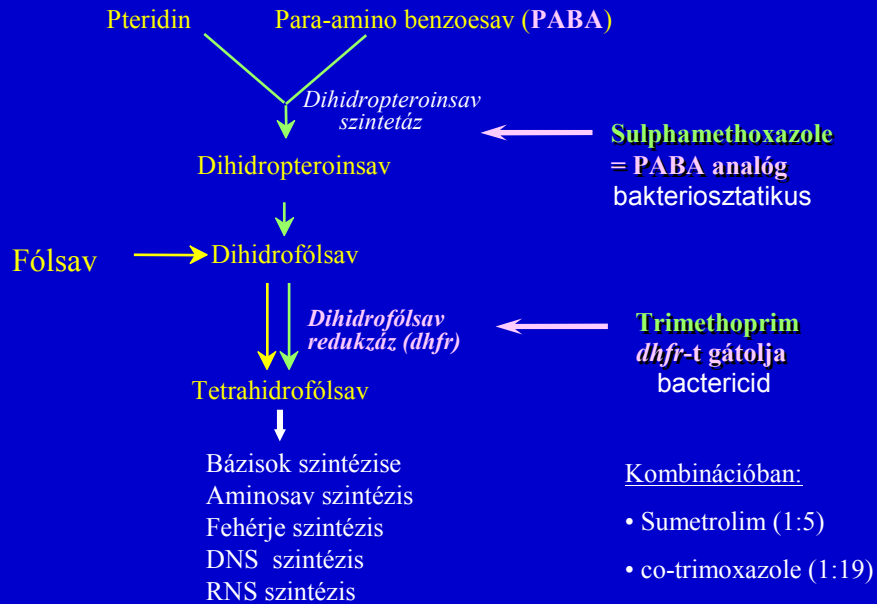 Pteridin
Para-amino benzoesav (PABA)
Dihidropteroinsav
szintetáz
Sulphamethoxazole
= PABA analóg
bakteriosztatikus
Dihidropteroinsav
Fólsav
Dihidrofólsav
Dihidrofólsav
redukzáz (dhfr)
Trimethoprim
dhfr-t gátolja
bactericid
Tetrahidrofólsav
Bázisok szintézise
Aminosav szintézis
Fehérje szintézis
DNS szintézis
RNS szintézis
Kombinációban:
• Sumetrolim (1:5)
• co-trimoxazole (1:19)